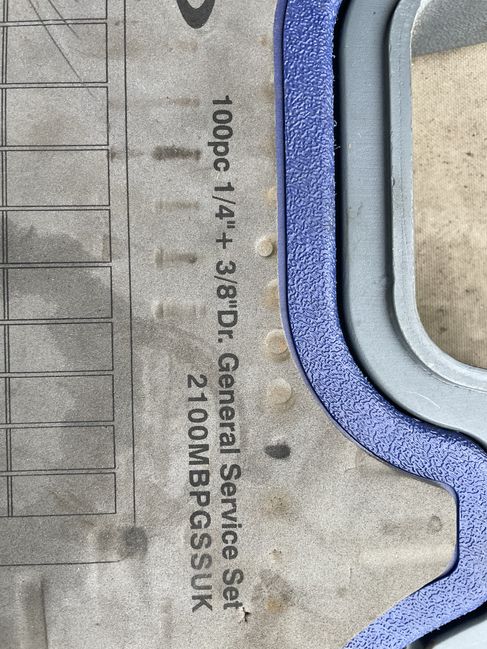 100pc 1/4"+ 3/8"Dr. General Service Set
2100MBPGSSUK